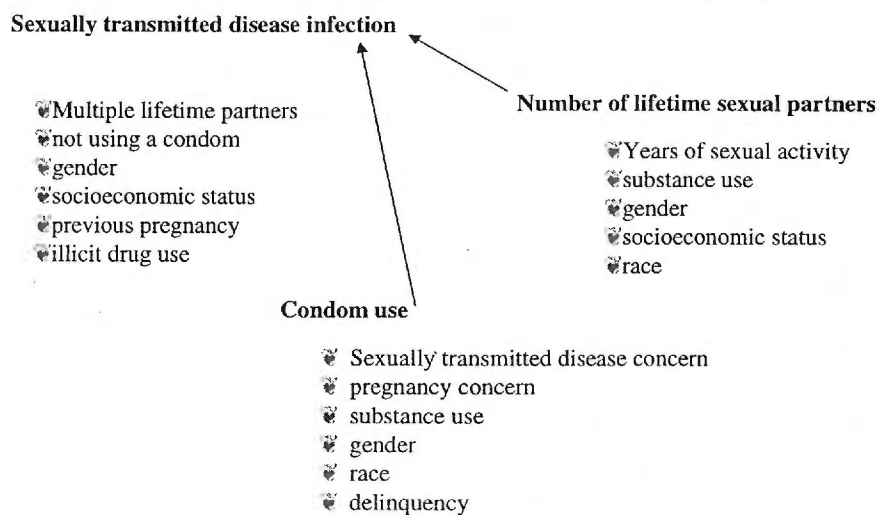 Sexually transmitted disease infection
Multiple lifetime partners
not using a condom
gender
socioeconomic status
previous pregnancy
illicit drug use
Number of lifetime sexual partners
Years of sexual activity
substance use
gender
socioeconomic status
race
Condom use
Sexually transmitted disease concern
pregnancy concern
substance use
gender
race
delinquency